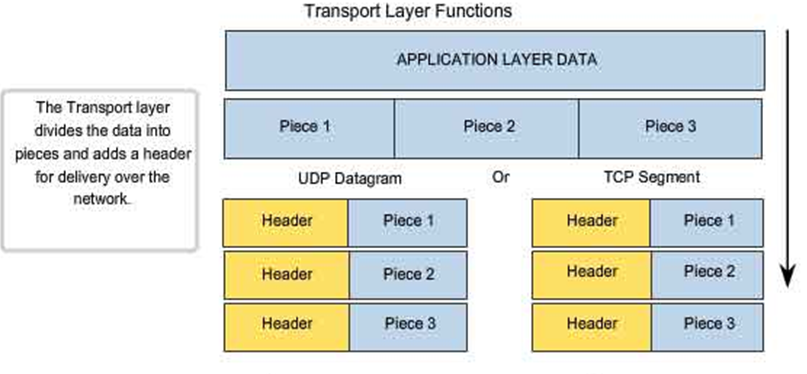 Transport Layer Functions
APPLICATION LAYER DATA
Piece 1 Piece 2 Piece 3
The Transport layer
divides the data into
pieces and adds a header
for delivery over the
network.
UDP Datagram Or TCP Segment
Header Piece 1 Header Piece 1
Header Piece 2 Header Piece 2
Header Piece 3 Header Piece 3